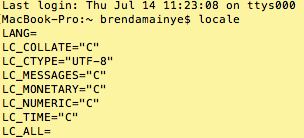 Last login: Thu Jul 14 11:23:08 on ttys000
MacBook-Pro:~ brendamainye$ locale
LANG=
LC_COLLATE="C"
LC_CTYPE="UTF-8"
LC_MESSAGES="C"
LC_MONETARY="C"
LC_NUMERIC="C"
LC_TIME="C"
LC_ALL=